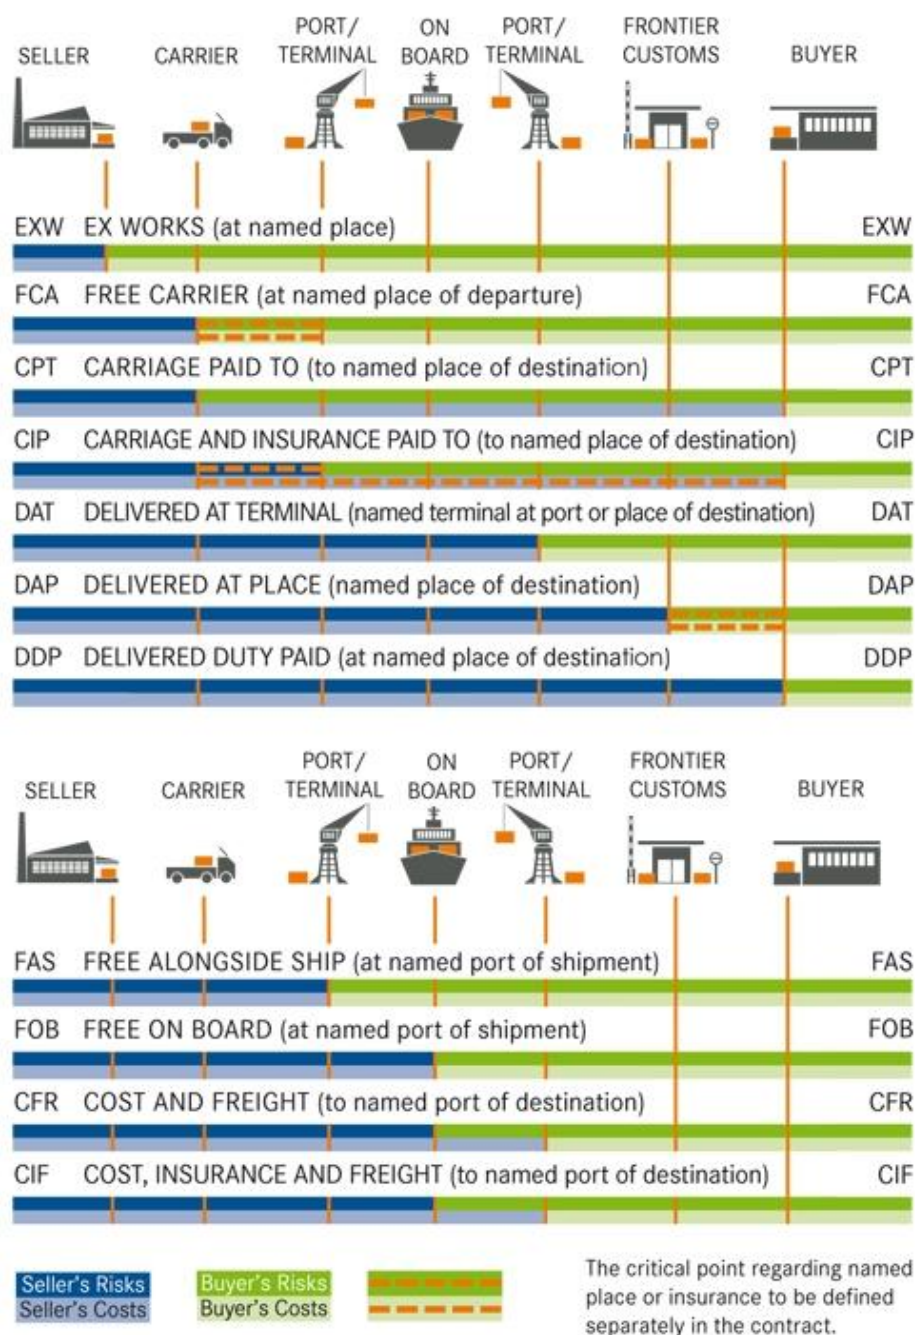 SELLER CARRIER PORT/ TERMINAL ON BOARD PORT/ TERMINAL FRONTIER CUSTOMS BUYER
EXW EX WORKS (at named place) EXW
FCA FREE CARRIER (at named place of departure) FCA
CPT CARRIAGE PAID TO (to named place of destination) CPT
CIP CARRIAGE AND INSURANCE PAID TO (to named place of destination) CIP
DAT DELIVERED AT TERMINAL (named terminal at port or place of destination) DAT
DAP DELIVERED AT PLACE (named place of destination) DAP
DDP DELIVERED DUTY PAID (at named place of destination) DDP
SELLER CARRIER PORT/ TERMINAL ON BOARD PORT/ TERMINAL FRONTIER CUSTOMS BUYER
FAS FREE ALONGSIDE SHIP (at named port of shipment) FAS
FOB FREE ON BOARD (at named port of shipment) FOB
CFR COST AND FREIGHT (to named port of destination) CFR
CIF COST, INSURANCE AND FREIGHT (to named port of destination) CIF
Seller's Risks
Seller's Costs
Buyer's Risks
Buyer's Costs
The critical point regarding named
place or insurance to be defined
separately in the contract.